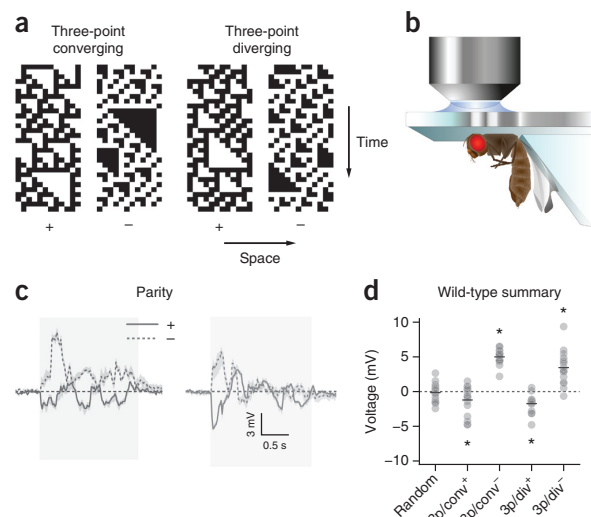 a
Three-point
converging
Three-point
diverging
+
−
+
−
Time
Space
b
c
Parity
+
−
3 mV
0.5 s
d
Wild-type summary
Voltage (mV)
10
5
0
−5
−10
*
*
*
*
Random
3p/div+
3p/div−